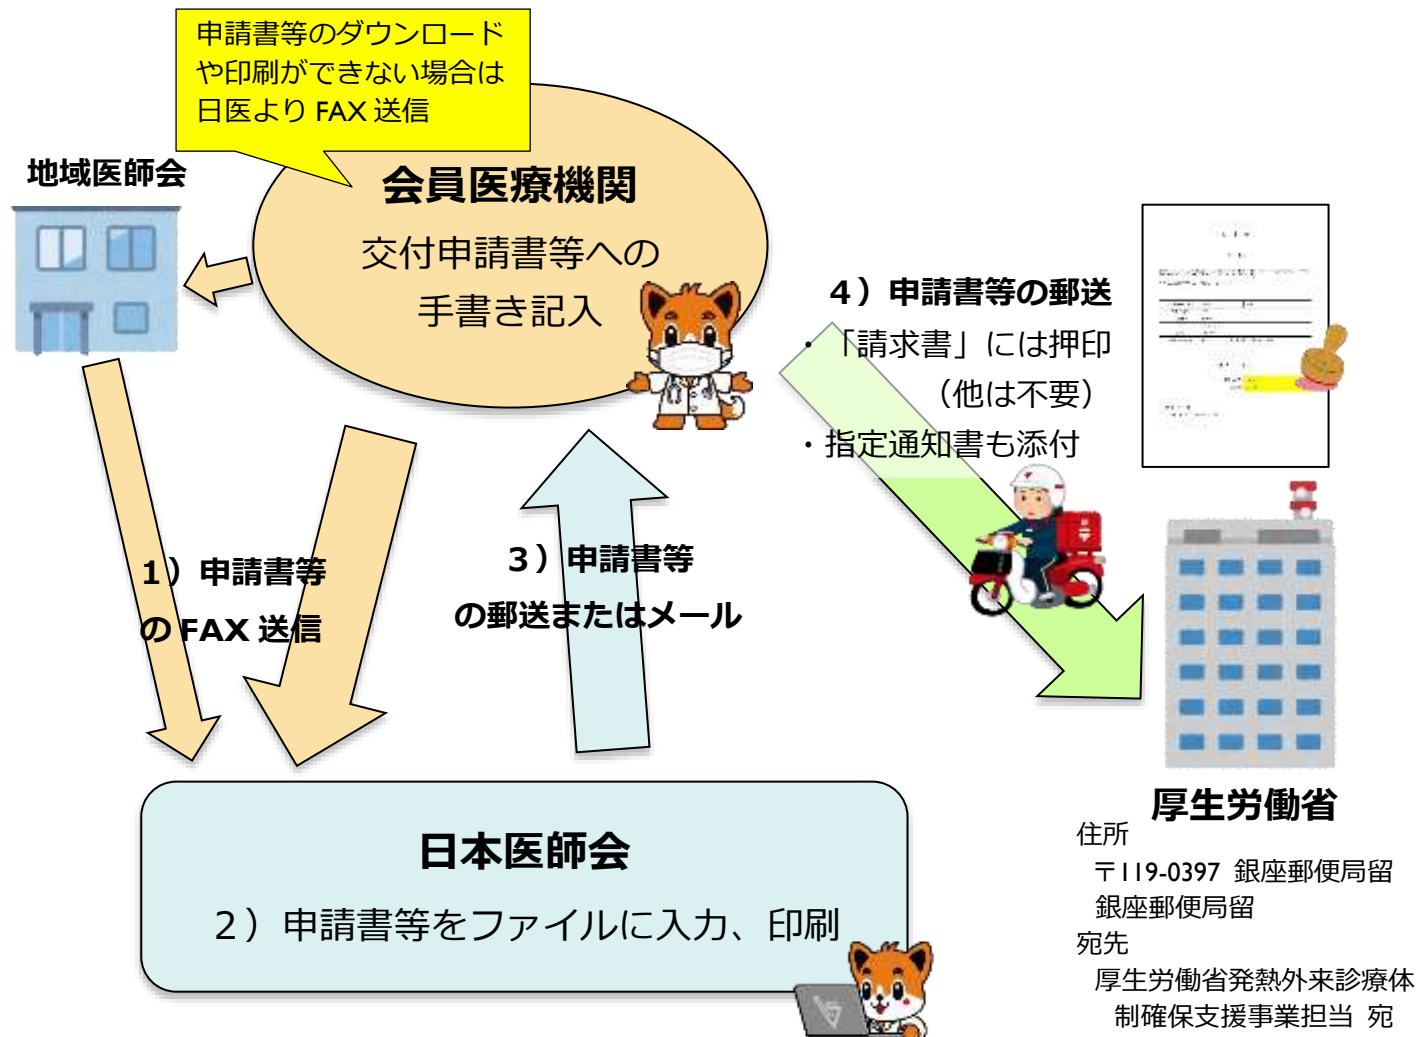 申請書等のダウンロード
や印刷ができない場合は
日医より FAX 送信
地域医師会
会員医療機関
交付申請書等への
手書き記入
４）申請書等の郵送
・「請求書」には押印
（他は不要）
・指定通知書も添付
１）申請書等
の FAX 送信
３）申請書等
の郵送またはメール
日本医師会
２）申請書等をファイルに入力、印刷
厚生労働省
住所
〒119-0397 銀座郵便局留
銀座郵便局留
宛先
厚生労働省発熱外来診療体
制確保支援事業担当 宛